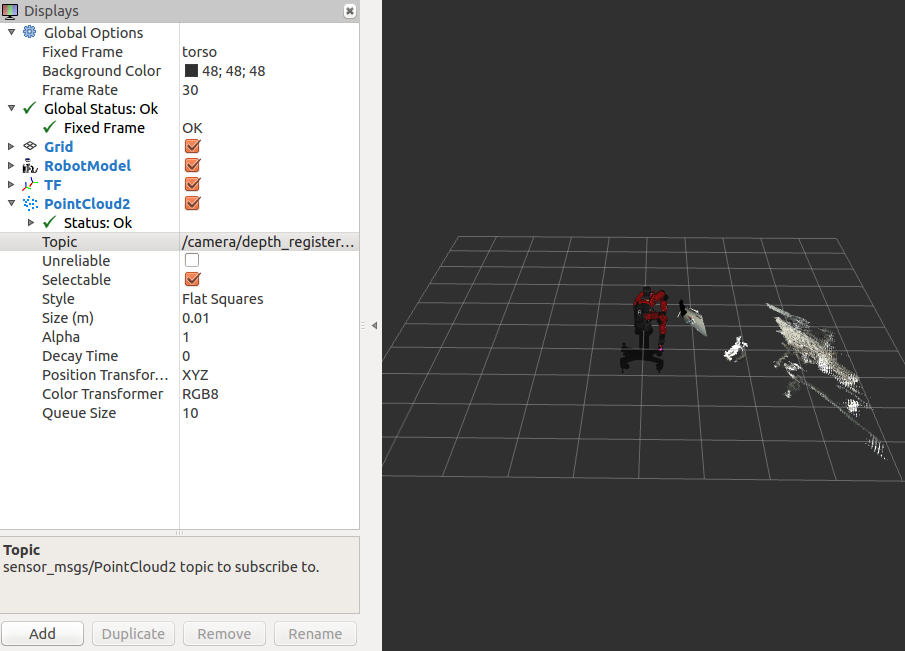 Displays
Global Options
Fixed Frame torso
Background Color 48; 48; 48
Frame Rate 30
Global Status: Ok
Fixed Frame OK
Grid
RobotModel
TF
PointCloud2
Status: Ok
Topic /camera/depth_register...
Unreliable
Selectable
Style Flat Squares
Size (m) 0.01
Alpha 1
Decay Time 0
Position Transfor... XYZ
Color Transformer RGB8
Queue Size 10
Topic
sensor_msgs/PointCloud2 topic to subscribe to.
Add Duplicate Remove Rename